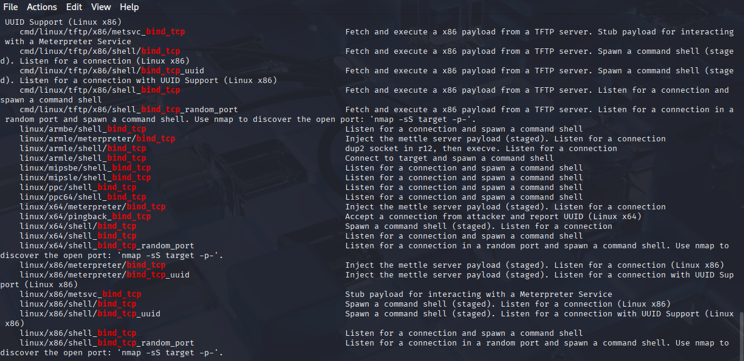 File Actions Edit View Help
UUID Support (Linux x86)
cmd/linux/tftp/x86/metsvc_bind_tcp Fetch and execute a x86 payload from a TFTP server. Stub payload for interacting
with a Meterpreter Service
cmd/linux/tftp/x86/shell/bind_tcp Fetch and execute a x86 payload from a TFTP server. Spawn a command shell (stage
d). Listen for a connection (Linux x86)
cmd/linux/tftp/x86/shell/bind_tcp_uuid Fetch and execute a x86 payload from a TFTP server. Spawn a command shell (stage
d). Listen for a connection with UUID Support (Linux x86)
cmd/linux/tftp/x86/shell_bind_tcp Fetch and execute a x86 payload from a TFTP server. Listen for a connection and
spawn a command shell
cmd/linux/tftp/x86/shell_bind_tcp_random_port Fetch and execute a x86 payload from a TFTP server. Listen for a connection in a
random port and spawn a command shell. Use nmap to discover the open port: 'nmap -sS target -p-'.
linux/armbe/shell_bind_tcp Listen for a connection and spawn a command shell
linux/armle/meterpreter/bind_tcp Inject the mettle server payload (staged). Listen for a connection
linux/armle/shell/bind_tcp dup2 socket in r12, then execve. Listen for a connection
linux/armle/shell_bind_tcp Connect to target and spawn a command shell
linux/mipsbe/shell_bind_tcp Listen for a connection and spawn a command shell
linux/mipsle/shell_bind_tcp Listen for a connection and spawn a command shell
linux/ppc/shell_bind_tcp Listen for a connection and spawn a command shell
linux/ppc64/shell_bind_tcp Listen for a connection and spawn a command shell
linux/x64/meterpreter/bind_tcp Inject the mettle server payload (staged). Listen for a connection
linux/x64/pingback_bind_tcp Accept a connection from attacker and report UUID (Linux x64)
linux/x64/shell/bind_tcp Spawn a command shell (staged). Listen for a connection
linux/x64/shell_bind_tcp Listen for a connection and spawn a command shell
linux/x64/shell_bind_tcp_random_port Listen for a connection in a random port and spawn a command shell. Use nmap to
discover the open port: 'nmap -sS target -p-'.
linux/x86/meterpreter/bind_tcp Inject the mettle server payload (staged). Listen for a connection (Linux x86)
linux/x86/meterpreter/bind_tcp_uuid Inject the mettle server payload (staged). Listen for a connection with UUID Sup
port (Linux x86)
linux/x86/metsvc_bind_tcp Stub payload for interacting with a Meterpreter Service
linux/x86/shell/bind_tcp Spawn a command shell (staged). Listen for a connection (Linux x86)
linux/x86/shell/bind_tcp_uuid Spawn a command shell (staged). Listen for a connection with UUID Support (Linux
x86)
linux/x86/shell_bind_tcp Listen for a connection and spawn a command shell
linux/x86/shell_bind_tcp_random_port Listen for a connection in a random port and spawn a command shell. Use nmap to
discover the open port: 'nmap -sS target -p-'.